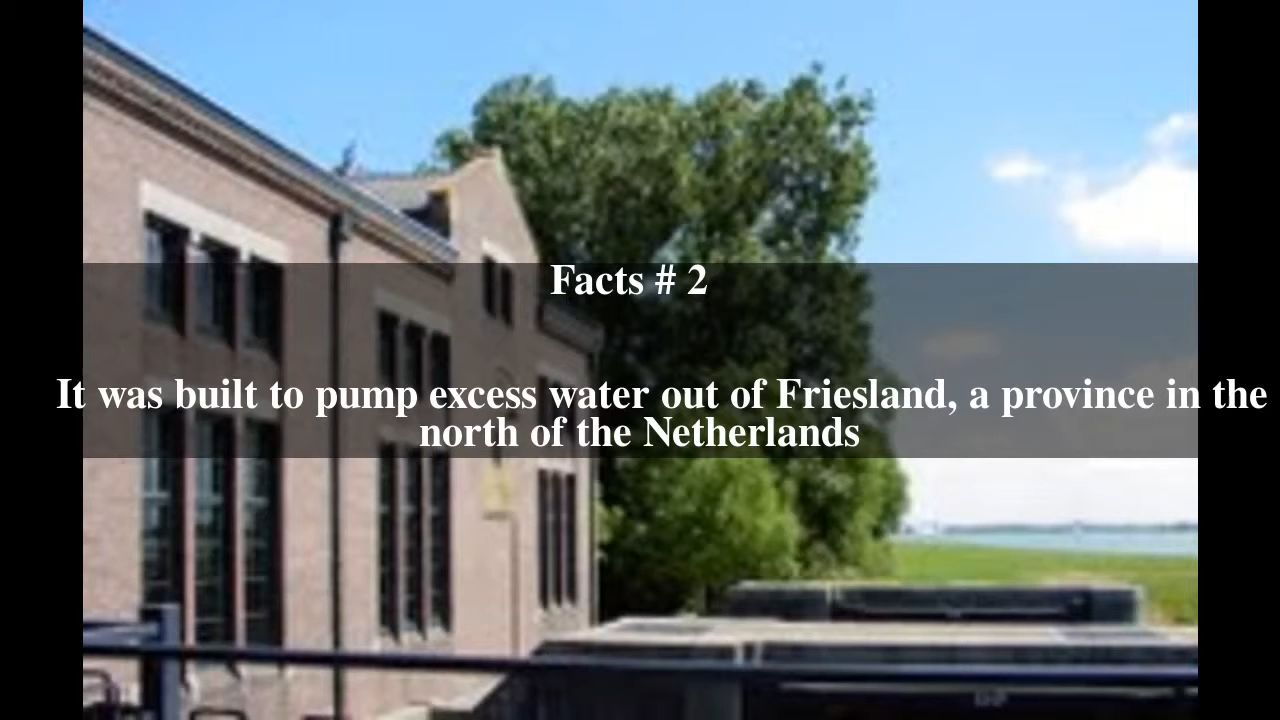 Facts # 2
It was built to pump excess water out of Friesland, a province in the
north of the Netherlands